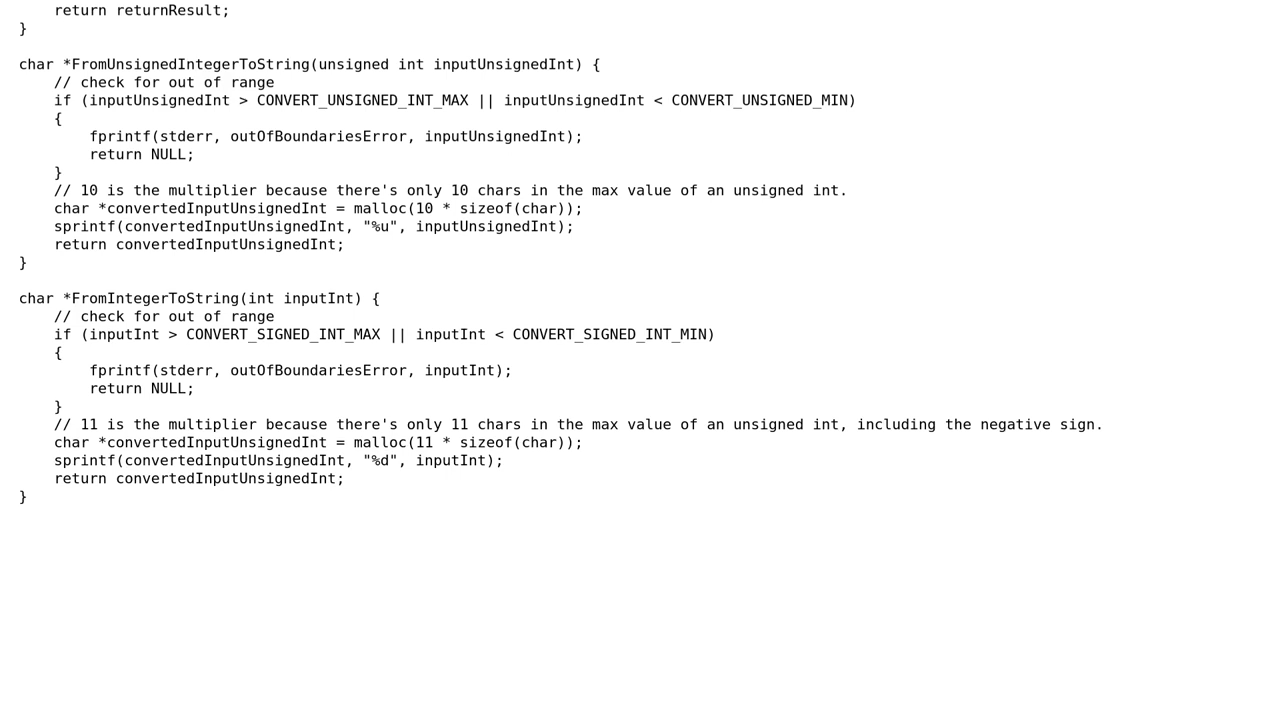 return returnResult;
}

char *FromUnsignedIntegerToString(unsigned int inputUnsignedInt) {
    // check for out of range
    if (inputUnsignedInt > CONVERT_UNSIGNED_INT_MAX || inputUnsignedInt < CONVERT_UNSIGNED_MIN)
    {
        fprintf(stderr, outOfBoundariesError, inputUnsignedInt);
        return NULL;
    }
    // 10 is the multiplier because there's only 10 chars in the max value of an unsigned int.
    char *convertedInputUnsignedInt = malloc(10 * sizeof(char));
    sprintf(convertedInputUnsignedInt, "%u", inputUnsignedInt);
    return convertedInputUnsignedInt;
}

char *FromIntegerToString(int inputInt) {
    // check for out of range
    if (inputInt > CONVERT_SIGNED_INT_MAX || inputInt < CONVERT_SIGNED_INT_MIN)
    {
        fprintf(stderr, outOfBoundariesError, inputInt);
        return NULL;
    }
    // 11 is the multiplier because there's only 11 chars in the max value of an unsigned int, including the negative sign.
    char *convertedInputUnsignedInt = malloc(11 * sizeof(char));
    sprintf(convertedInputUnsignedInt, "%d", inputInt);
    return convertedInputUnsignedInt;
}